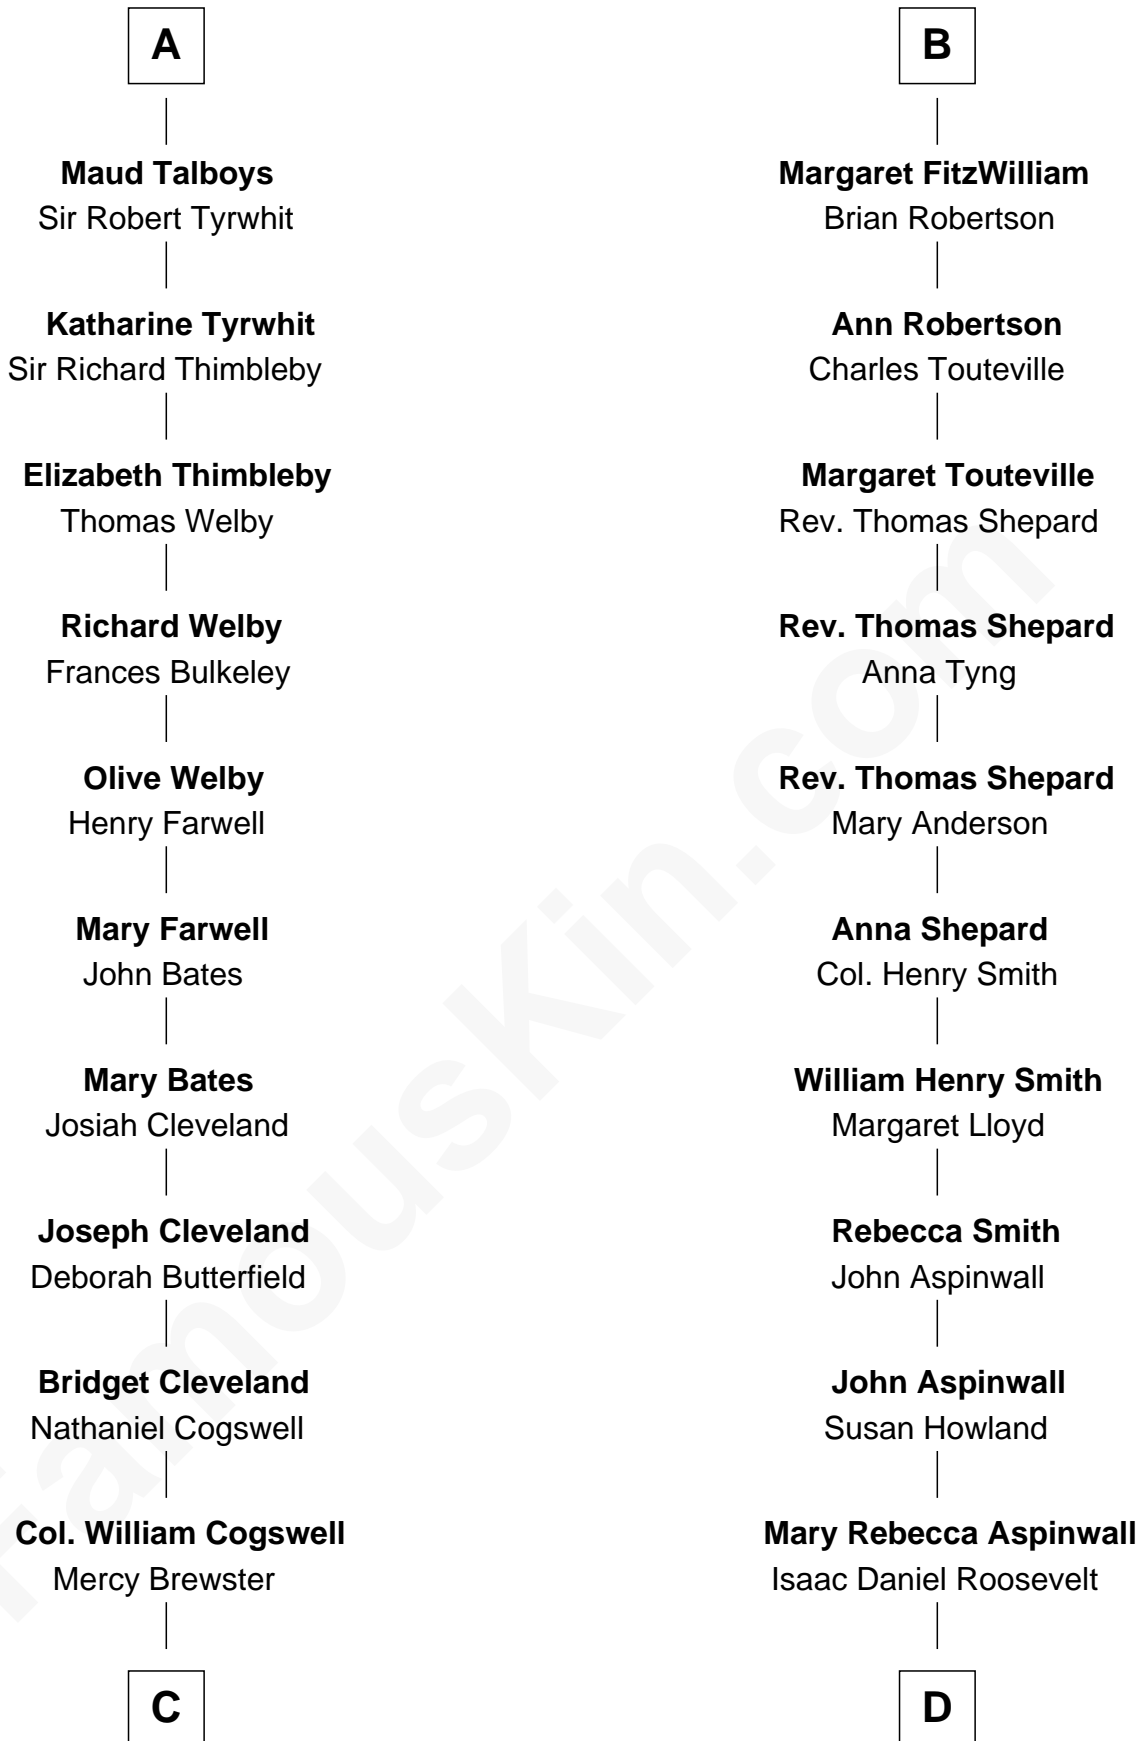 A
Maud Talboys
Sir Robert Tyrwhit
Katharine Tyrwhit
Sir Richard Thimbleby
Elizabeth Thimbleby
Thomas Welby
Richard Welby
Frances Bulkeley
Olive Welby
Henry Farwell
Mary Farwell
John Bates
Mary Bates
Josiah Cleveland
Joseph Cleveland
Deborah Butterfield
Bridget Cleveland
Nathaniel Cogswell
Col. William Cogswell
Mercy Brewster
C
B
Margaret FitzWilliam
Brian Robertson
Ann Robertson
Charles Touteville
Margaret Touteville
Rev. Thomas Shepard
Rev. Thomas Shepard
Anna Tyng
Rev. Thomas Shepard
Mary Anderson
Anna Shepard
Col. Henry Smith
William Henry Smith
Margaret Lloyd
Rebecca Smith
John Aspinwall
John Aspinwall
Susan Howland
Mary Rebecca Aspinwall
Isaac Daniel Roosevelt
D
FamousKin.com